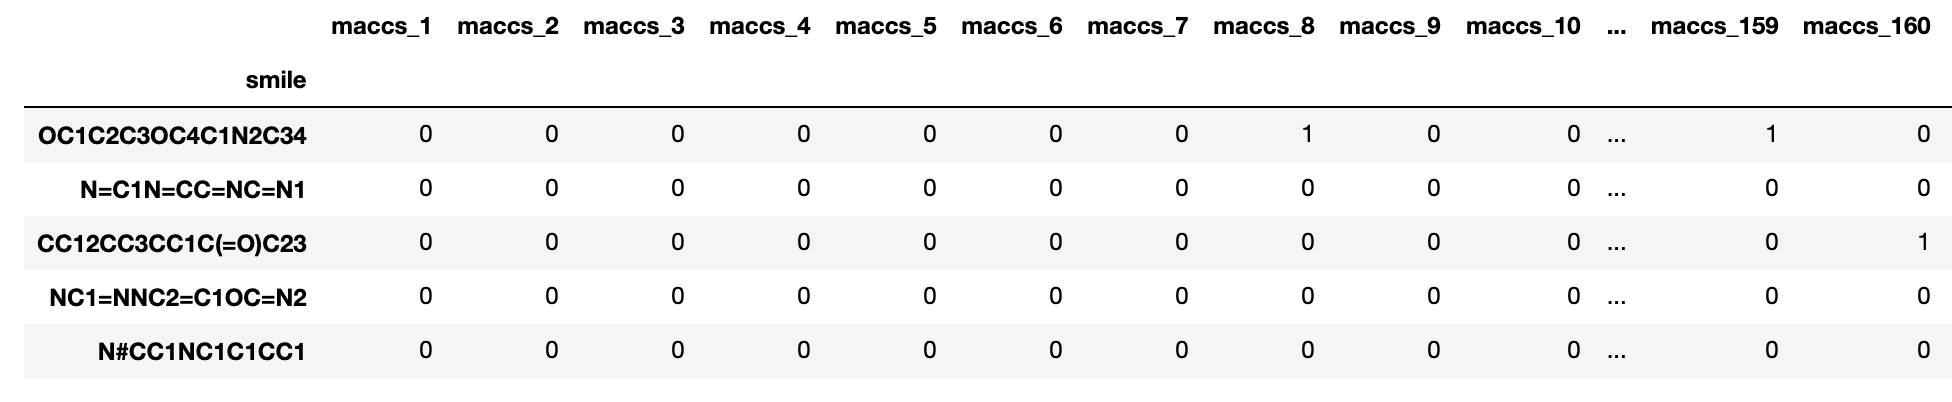 maccs_1 maccs_2 maccs_3 maccs_4 maccs_5 maccs_6 maccs_7 maccs_8 maccs_9 maccs_10 ... maccs_159 maccs_160
smile
OC1C2C3OC4C1N2C34 0 0 0 0 0 0 0 1 0 0 ... 1 0
N=C1N=CC=NC=N1 0 0 0 0 0 0 0 0 0 0 ... 0 0
CC12CC3CC1C(=O)C23 0 0 0 0 0 0 0 0 0 0 ... 0 1
NC1=NNC2=C1OC=N2 0 0 0 0 0 0 0 0 0 0 ... 0 0
N#CC1NC1C1CC1 0 0 0 0 0 0 0 0 0 0 ... 0 0